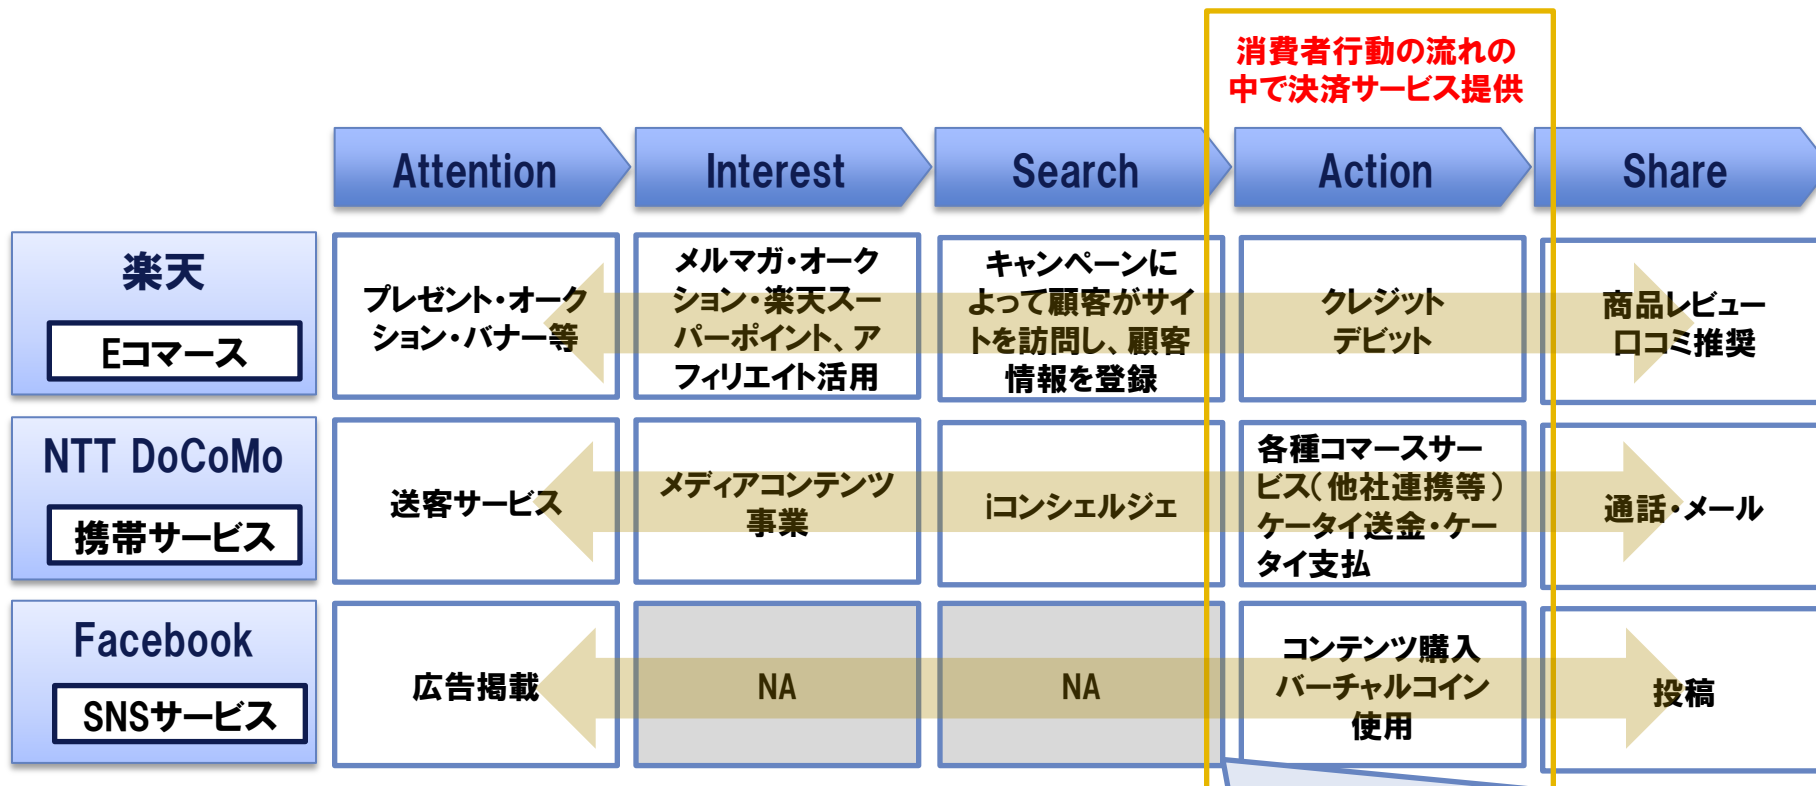 消費者行動の流れの
中で決済サービス提供
Attention
Interest
Search
Action
Share
楽天
Eコマース
プレゼント・オーク
ション・バナー等
メルマガ・オーク
ション・楽天スー
パーポイント、ア
フィリエイト活用
キャンペーンに
よって顧客がサイ
トを訪問し、顧客
情報を登録
クレジット
デビット
商品レビュー
口コミ推奨
NTT DoCoMo
携帯サービス
送客サービス
メディアコンテンツ
事業
iコンシェルジェ
各種コマースサー
ビス(他社連携等)
ケータイ送金・ケー
タイ支払
通話・メール
Facebook
SNSサービス
広告掲載
NA
NA
コンテンツ購入
バーチャルコイン
使用
投稿